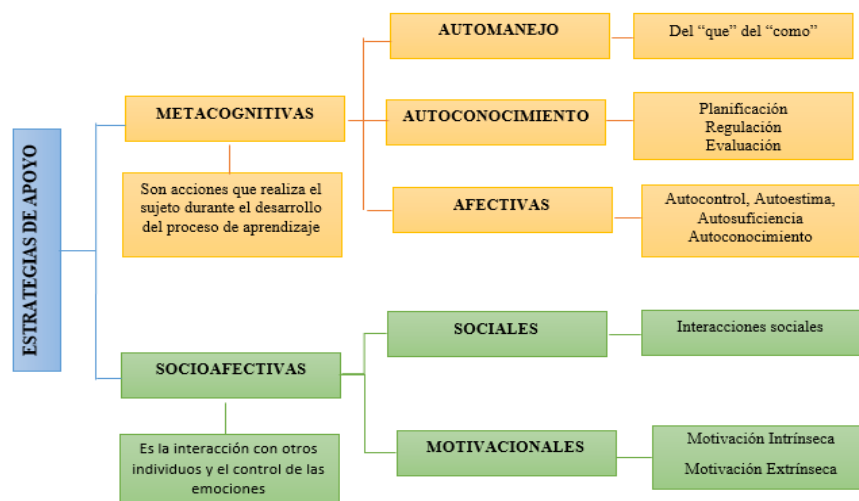 ESTRATEGIAS DE APOYO
METACOGNITIVAS
Son acciones que realiza el
sujeto durante el desarrollo
del proceso de aprendizaje
AUTOMANEJO
Del “que” del “como”
AUTOCONOCIMIENTO
Planificación
Regulación
Evaluación
AFECTIVAS
Autocontrol, Autoestima,
Autosuficiencia
Autoconocimiento
SOCIOAFECTIVAS
Es la interacción con otros
individuos y el control de las
emociones
SOCIALES
Interacciones sociales
MOTIVACIONALES
Motivación Intrínseca
Motivación Extrínseca